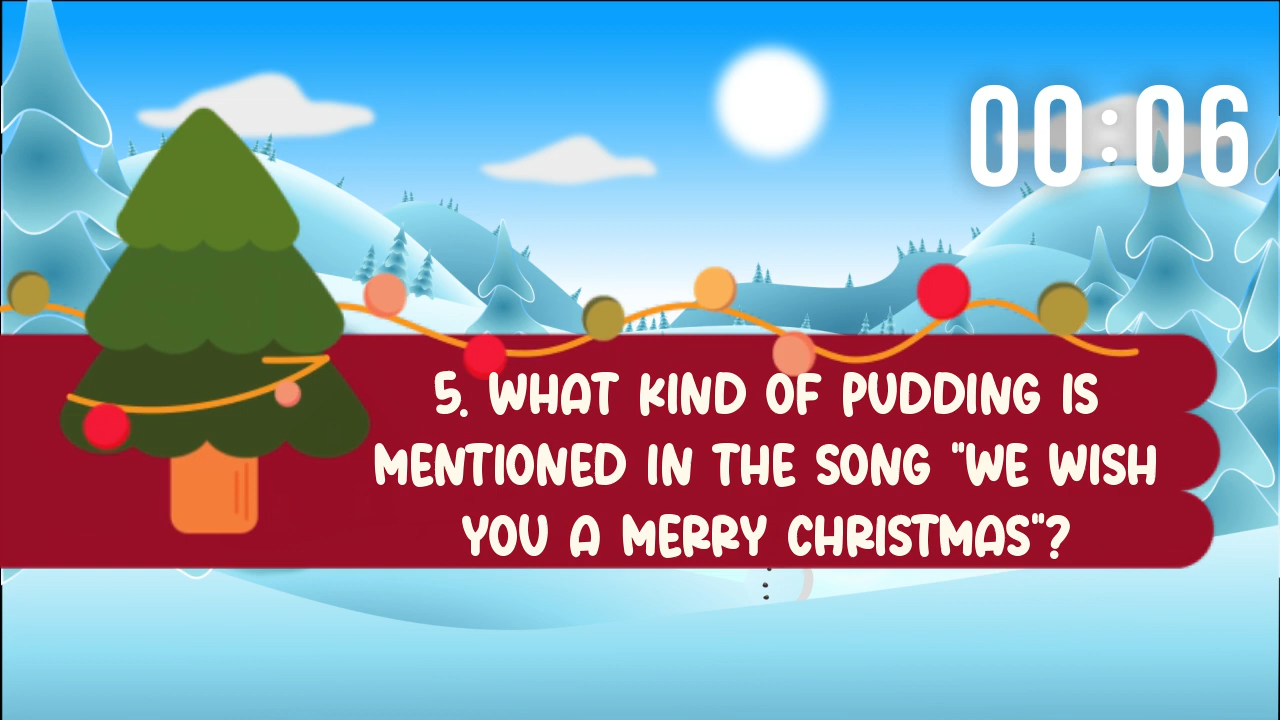 00:06
5. WHAT KIND OF PUDDING IS
MENTIONED IN THE SONG "WE WISH
YOU A MERRY CHRISTMAS"?